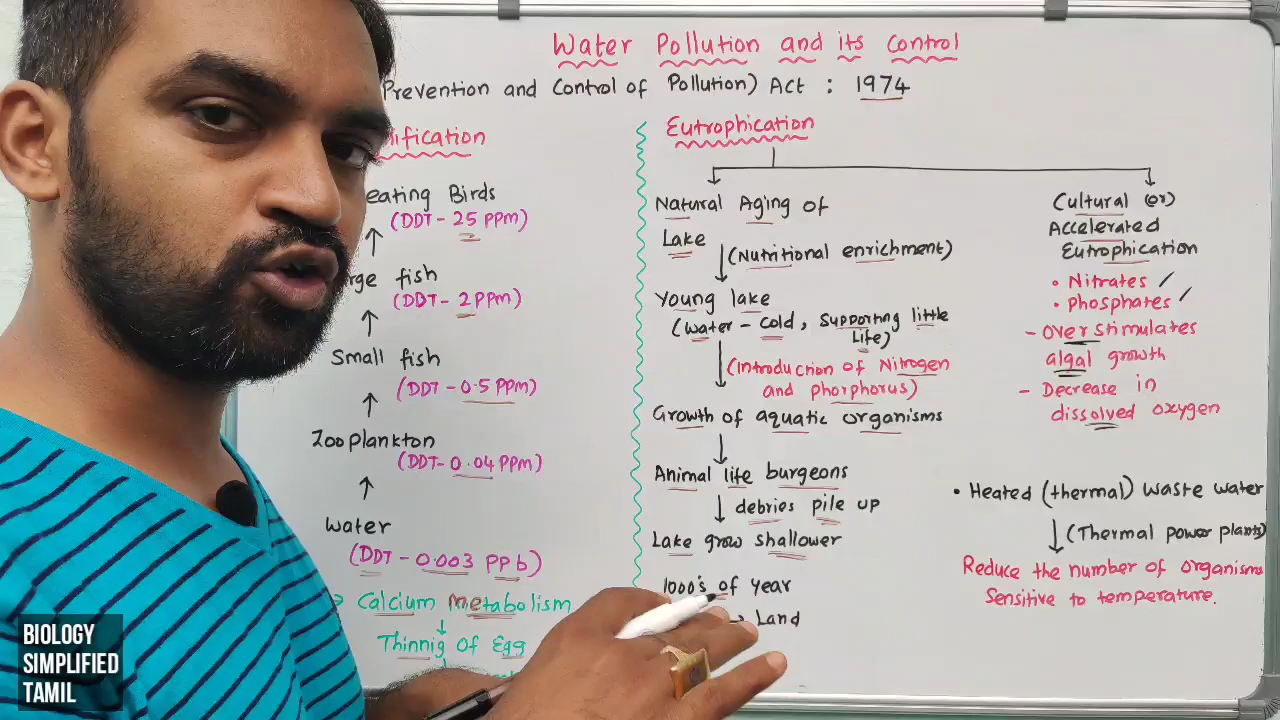 Water Pollution and its Control
Prevention and Control of Pollution) Act : 1974
eating Birds
(DDT - 25 PPm)
fish
(DDT - 2 PPm)
Small fish
(DDT - 0.5 PPm)
Zooplankton
(DDT - 0.04 PPm)
Water
(DDT - 0.003 PPb)
Calcium Metabolism
Thinnig Of Egg
Eutrophication
Natural Aging of
Lake
(Nutritional enrichment)
Young lake
(Water - Cold, Supporting little
Life)
(Introduction of Nitrogen
and phorphorus)
Growth of aquatic organisms
Animal life burgeons
debries pile up
Lake grow shallower
1000's of year
→ Land
Cultural (or)
Accelerated
Eutrophication
• Nitrates /
• Phosphates /
- Over stimulates
algal growth
- Decrease in
dissolved oxygen
• Heated (thermal) Waste Water
(Thermal power plants)
Reduce the number of organisms
Sensitive to temperature.
BIOLOGY
SIMPLIFIED
TAMIL